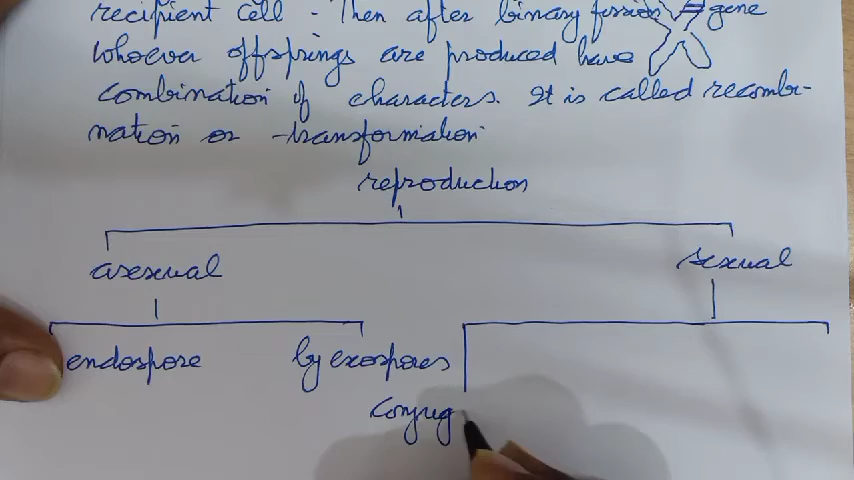 recipient cell - Then after binary fission gene
whoever offsprings are produced have
combination of characters. It is called recombi-
nation or transformation
reproduction
asexual sexual
endospore by exospores
conjug